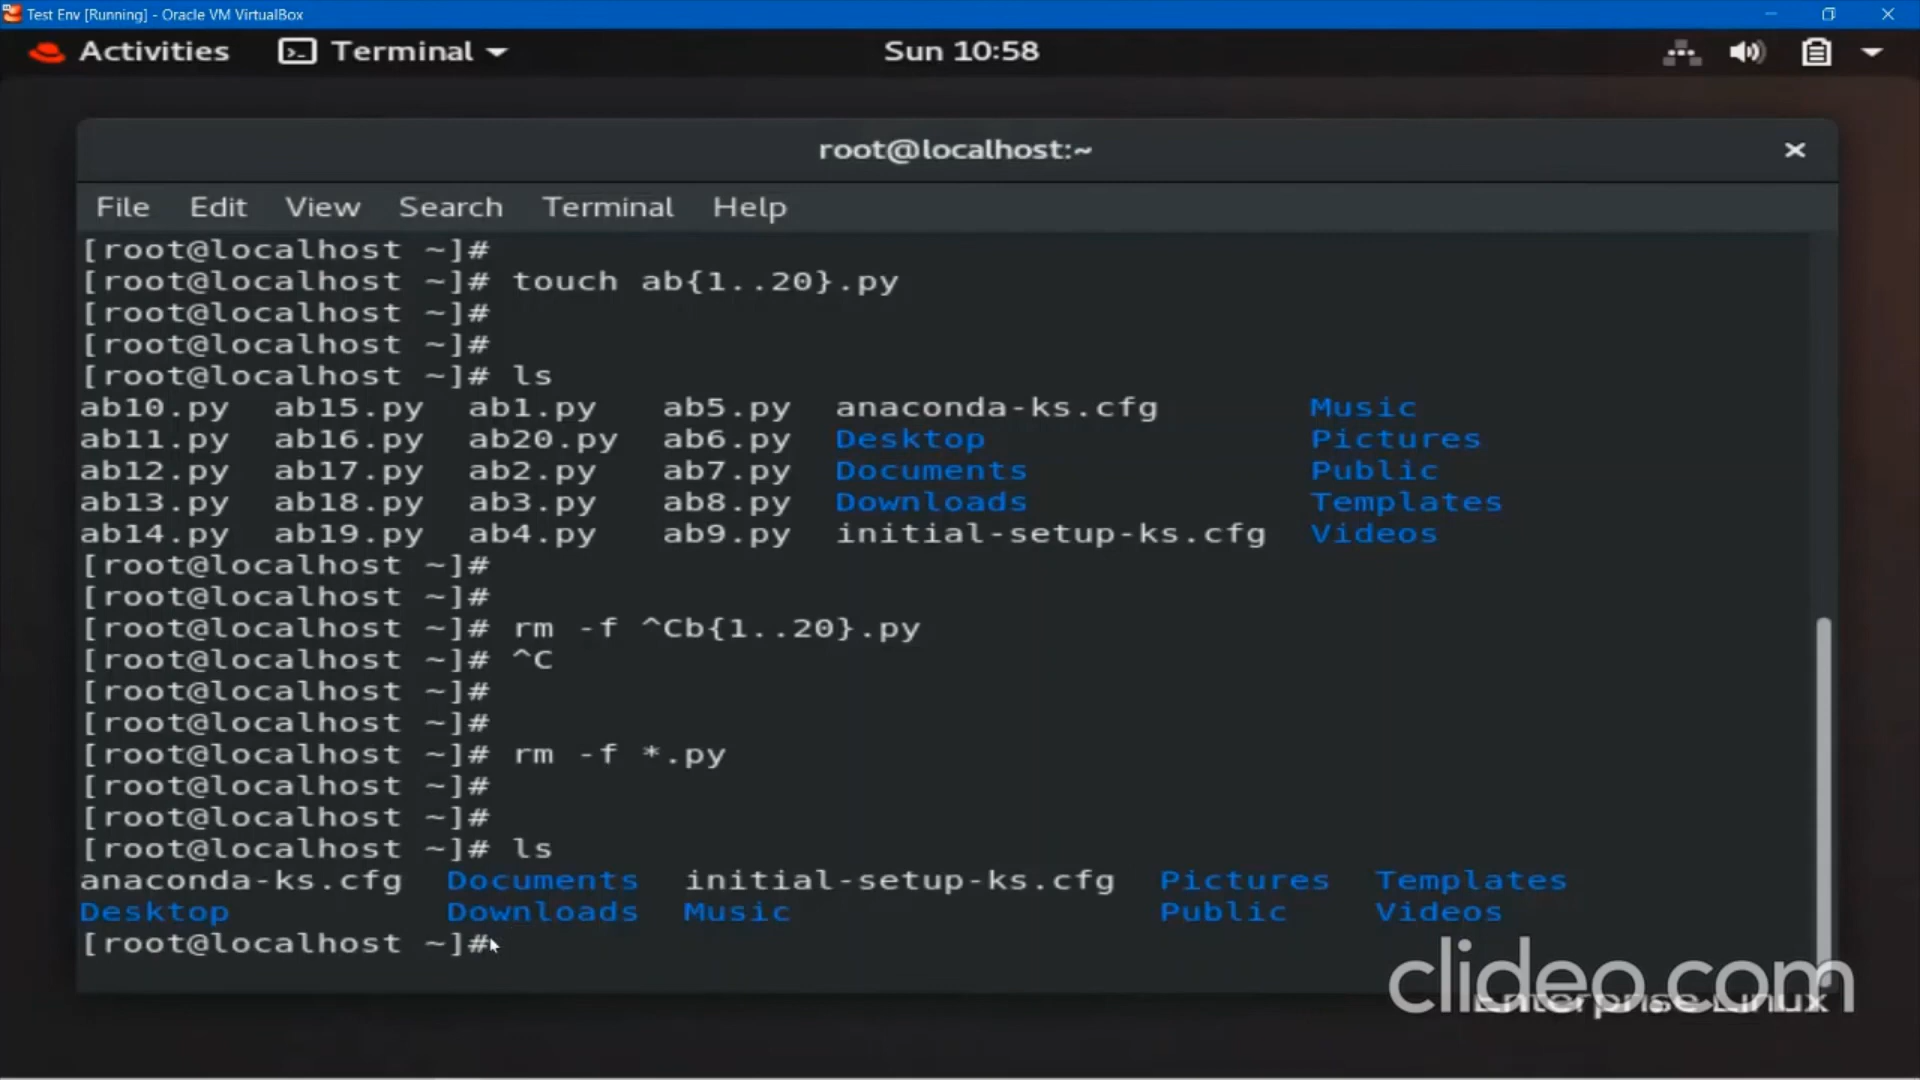 Test Env [Running] - Oracle VM VirtualBox
Activities Terminal Sun 10:58
root@localhost:~
File Edit View Search Terminal Help
[root@localhost ~]#
[root@localhost ~]# touch ab{1..20}.py
[root@localhost ~]#
[root@localhost ~]#
[root@localhost ~]# ls
ab10.py ab15.py ab1.py ab5.py anaconda-ks.cfg Music
ab11.py ab16.py ab20.py ab6.py Desktop Pictures
ab12.py ab17.py ab2.py ab7.py Documents Public
ab13.py ab18.py ab3.py ab8.py Downloads Templates
ab14.py ab19.py ab4.py ab9.py initial-setup-ks.cfg Videos
[root@localhost ~]#
[root@localhost ~]#
[root@localhost ~]# rm -f ^Cb{1..20}.py
[root@localhost ~]# ^C
[root@localhost ~]#
[root@localhost ~]#
[root@localhost ~]# rm -f *.py
[root@localhost ~]#
[root@localhost ~]#
[root@localhost ~]# ls
anaconda-ks.cfg Documents initial-setup-ks.cfg Pictures Templates
Desktop Downloads Music Public Videos
[root@localhost ~]#
clideo.com
Enterprise Linux